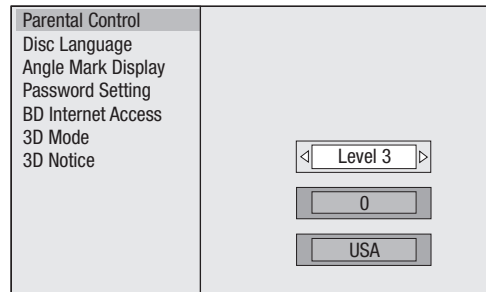 Parental Control
Disc Language
Angle Mark Display
Password Setting
BD Internet Access
3D Mode
3D Notice
Level 3
0
USA